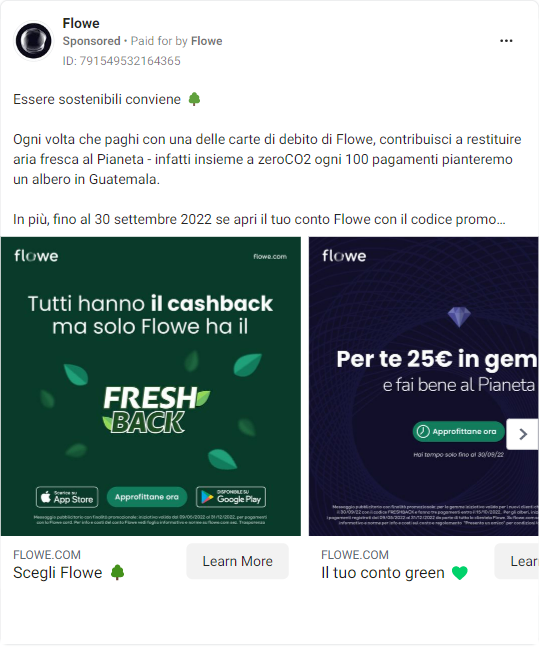 Flowe
Sponsored • Paid for by Flowe
ID: 791549532164365
Essere sostenibili conviene
Ogni volta che paghi con una delle carte di debito di Flowe, contribuisci a restituire
aria fresca al Pianeta - infatti insieme a zeroCO2 ogni 100 pagamenti pianteremo
un albero in Guatemala.
In più, fino al 30 settembre 2022 se apri il tuo conto Flowe con il codice promo...
flowe
flowe.com
Tutti hanno il cashback
ma solo Flowe ha il
FRESH
BACK
Scarica su
App Store
Approfittane ora
DISPONIBILE SU
Google Play
flowe
Per te 25€ in gem
e fai bene al Pianeta
Approfittane ora
Hai tempo solo fino al 30/09/22
FLOWE.COM
Scegli Flowe
Learn More
FLOWE.COM
Il tuo conto green
Lear